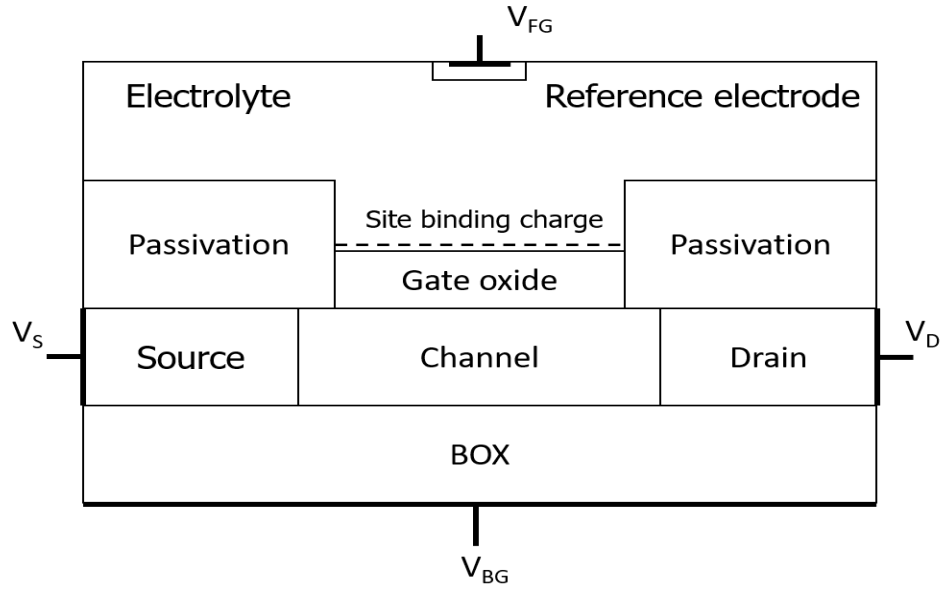 V_FG
Electrolyte
Reference electrode
Site binding charge
Passivation
Passivation
Gate oxide
V_S
V_D
Source
Channel
Drain
BOX
V_BG